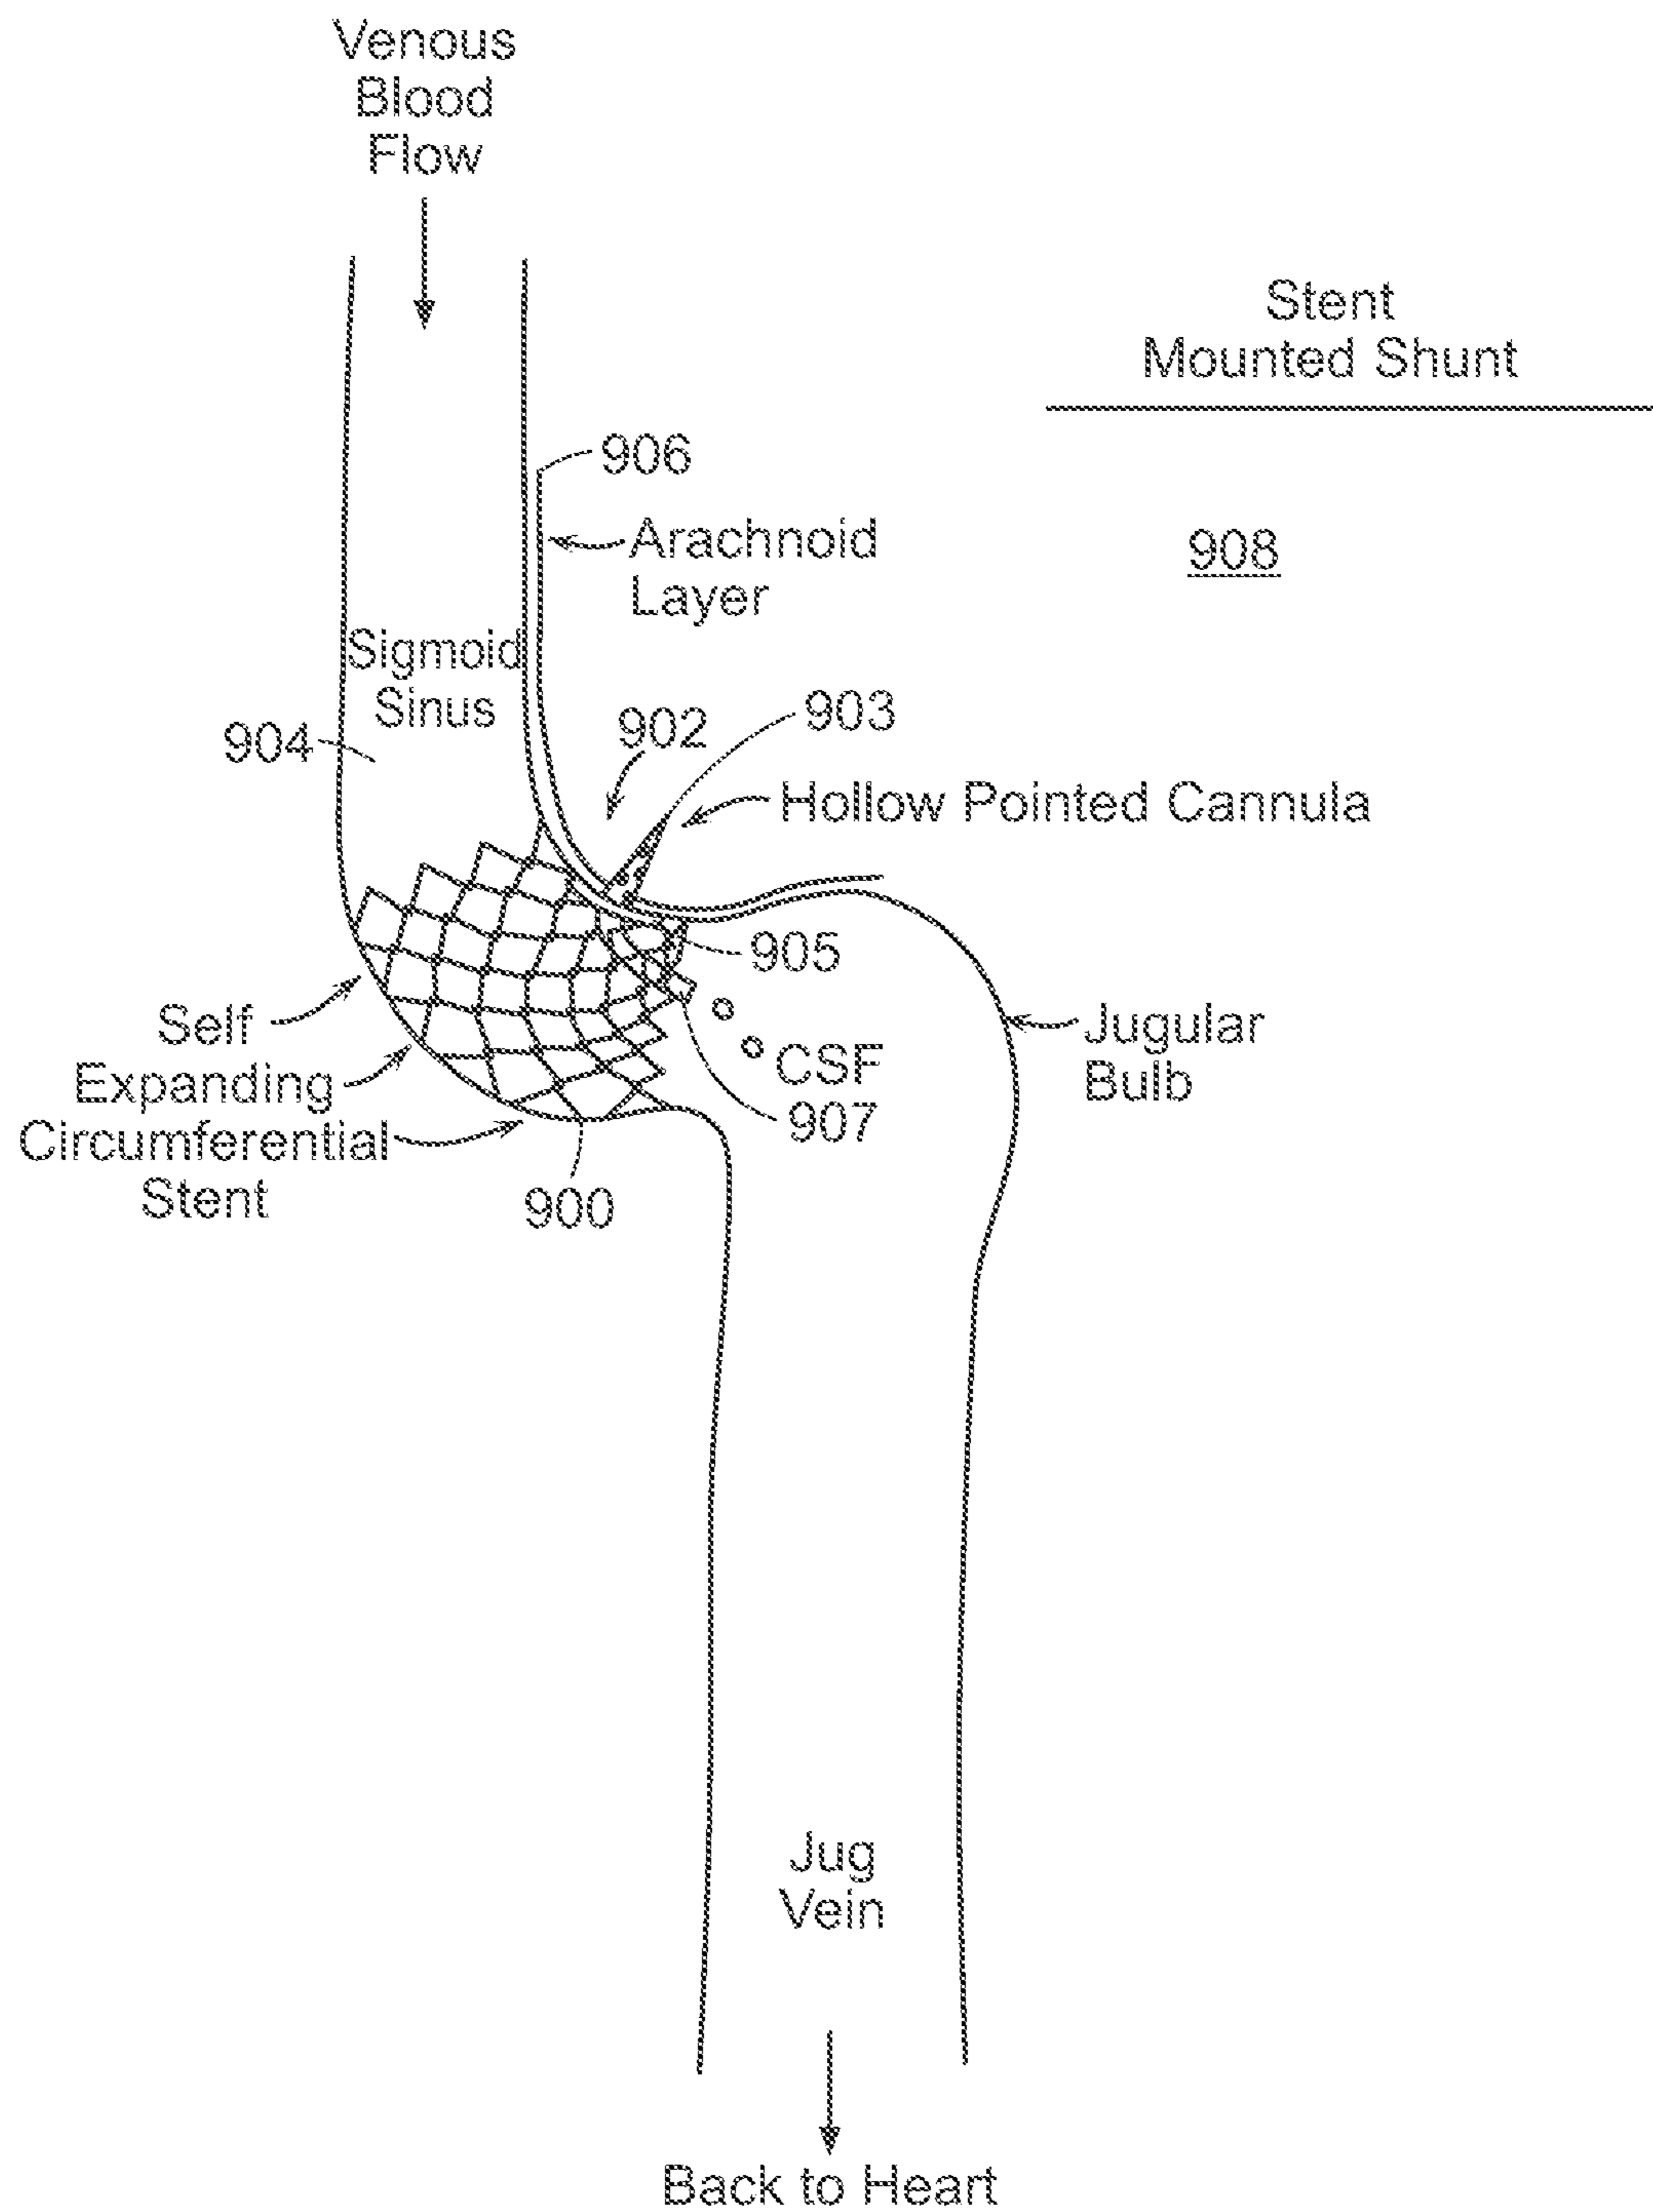 Venous
Blood
Flow
Stent
Mounted Shunt
906
Arachnoid
Layer
908
Sigmoid
Sinus
904
902
903
Hollow Pointed Cannula
905
Self
Expanding
Circumferential
Stent
CSF
907
900
Jugular
Bulb
Jug
Vein
Back to Heart